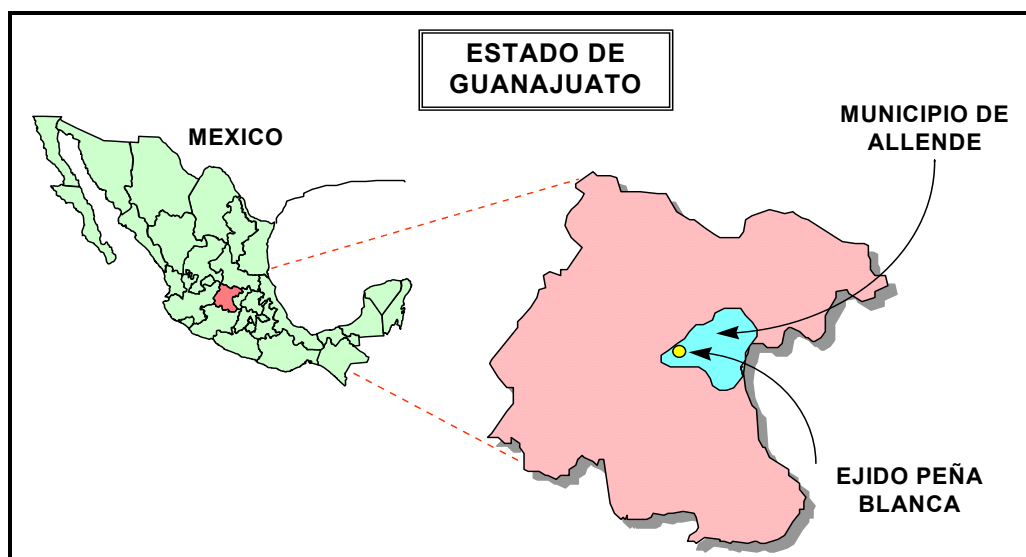 ESTADO DE
GUANAJUATO
MEXICO
MUNICIPIO DE
ALLENDE
EJIDO PEÑA
BLANCA